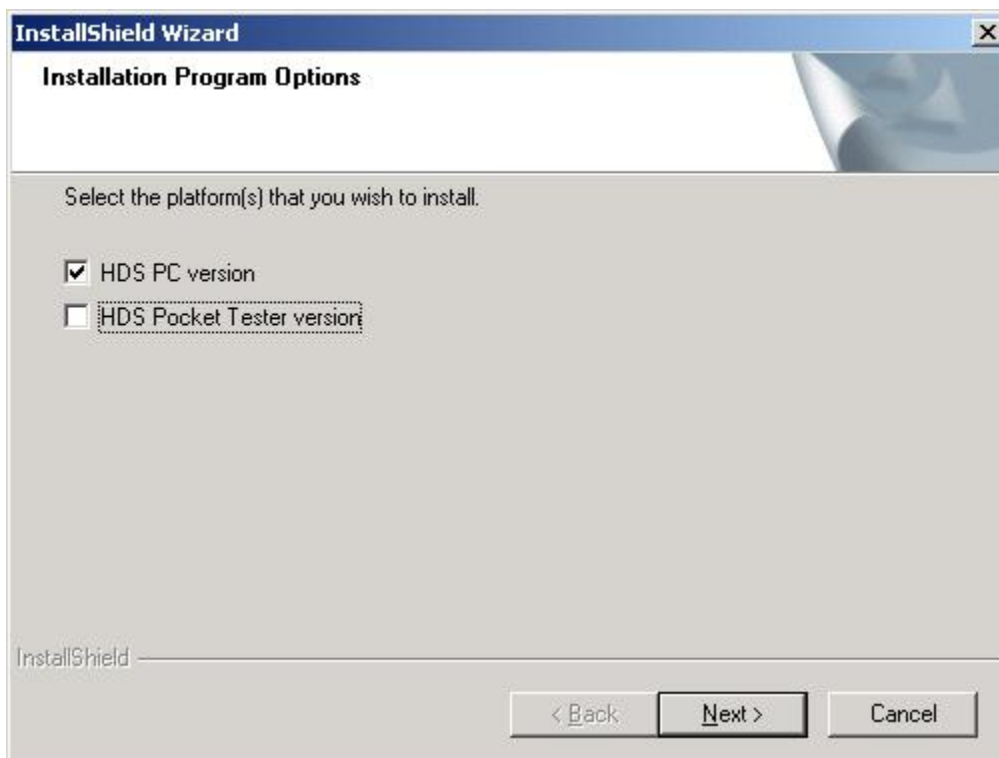 InstallShield Wizard
Installation Program Options
Select the platform(s) that you wish to install.
HDS PC version
HDS Pocket Tester version
InstallShield
< Back
Next >
Cancel